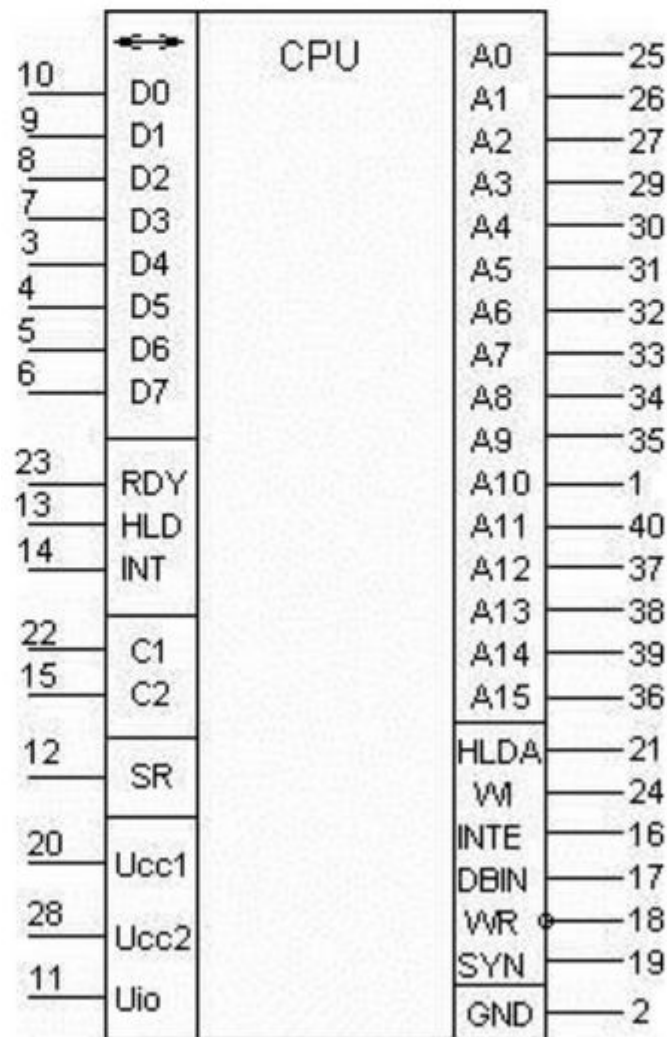 CPU
10 D0 A0 25
9 D1 A1 26
8 D2 A2 27
7 D3 A3 29
3 D4 A4 30
4 D5 A5 31
5 D6 A6 32
6 D7 A7 33
A8 34
A9 35
23 RDY A10 1
13 HLD A11 40
14 INT A12 37
A13 38
22 C1 A14 39
15 C2 A15 36
12 SR HLDA 21
WI 24
INTE 16
20 Ucc1 DBIN 17
28 Ucc2 WR 18
SYN 19
11 Uio GND 2